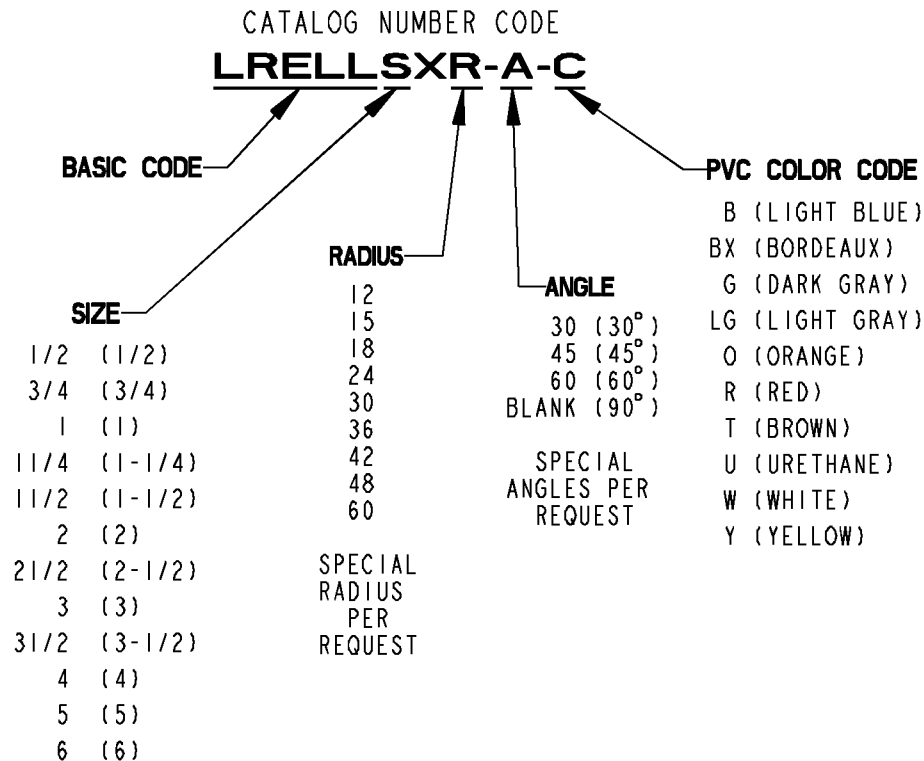 CATALOG NUMBER CODE
LRELLSXR-A-C
BASIC CODE
PVC COLOR CODE
B (LIGHT BLUE)
BX (BORDEAUX)
G (DARK GRAY)
LG (LIGHT GRAY)
O (ORANGE)
R (RED)
T (BROWN)
U (URETHANE)
W (WHITE)
Y (YELLOW)
RADIUS
12
15
18
24
30
36
42
48
60
SPECIAL
RADIUS
PER
REQUEST
ANGLE
30 (30°)
45 (45°)
60 (60°)
BLANK (90°)
SPECIAL
ANGLES PER
REQUEST
SIZE
1/2 (1/2)
3/4 (3/4)
1 (1)
11/4 (1-1/4)
11/2 (1-1/2)
2 (2)
21/2 (2-1/2)
3 (3)
31/2 (3-1/2)
4 (4)
5 (5)
6 (6)